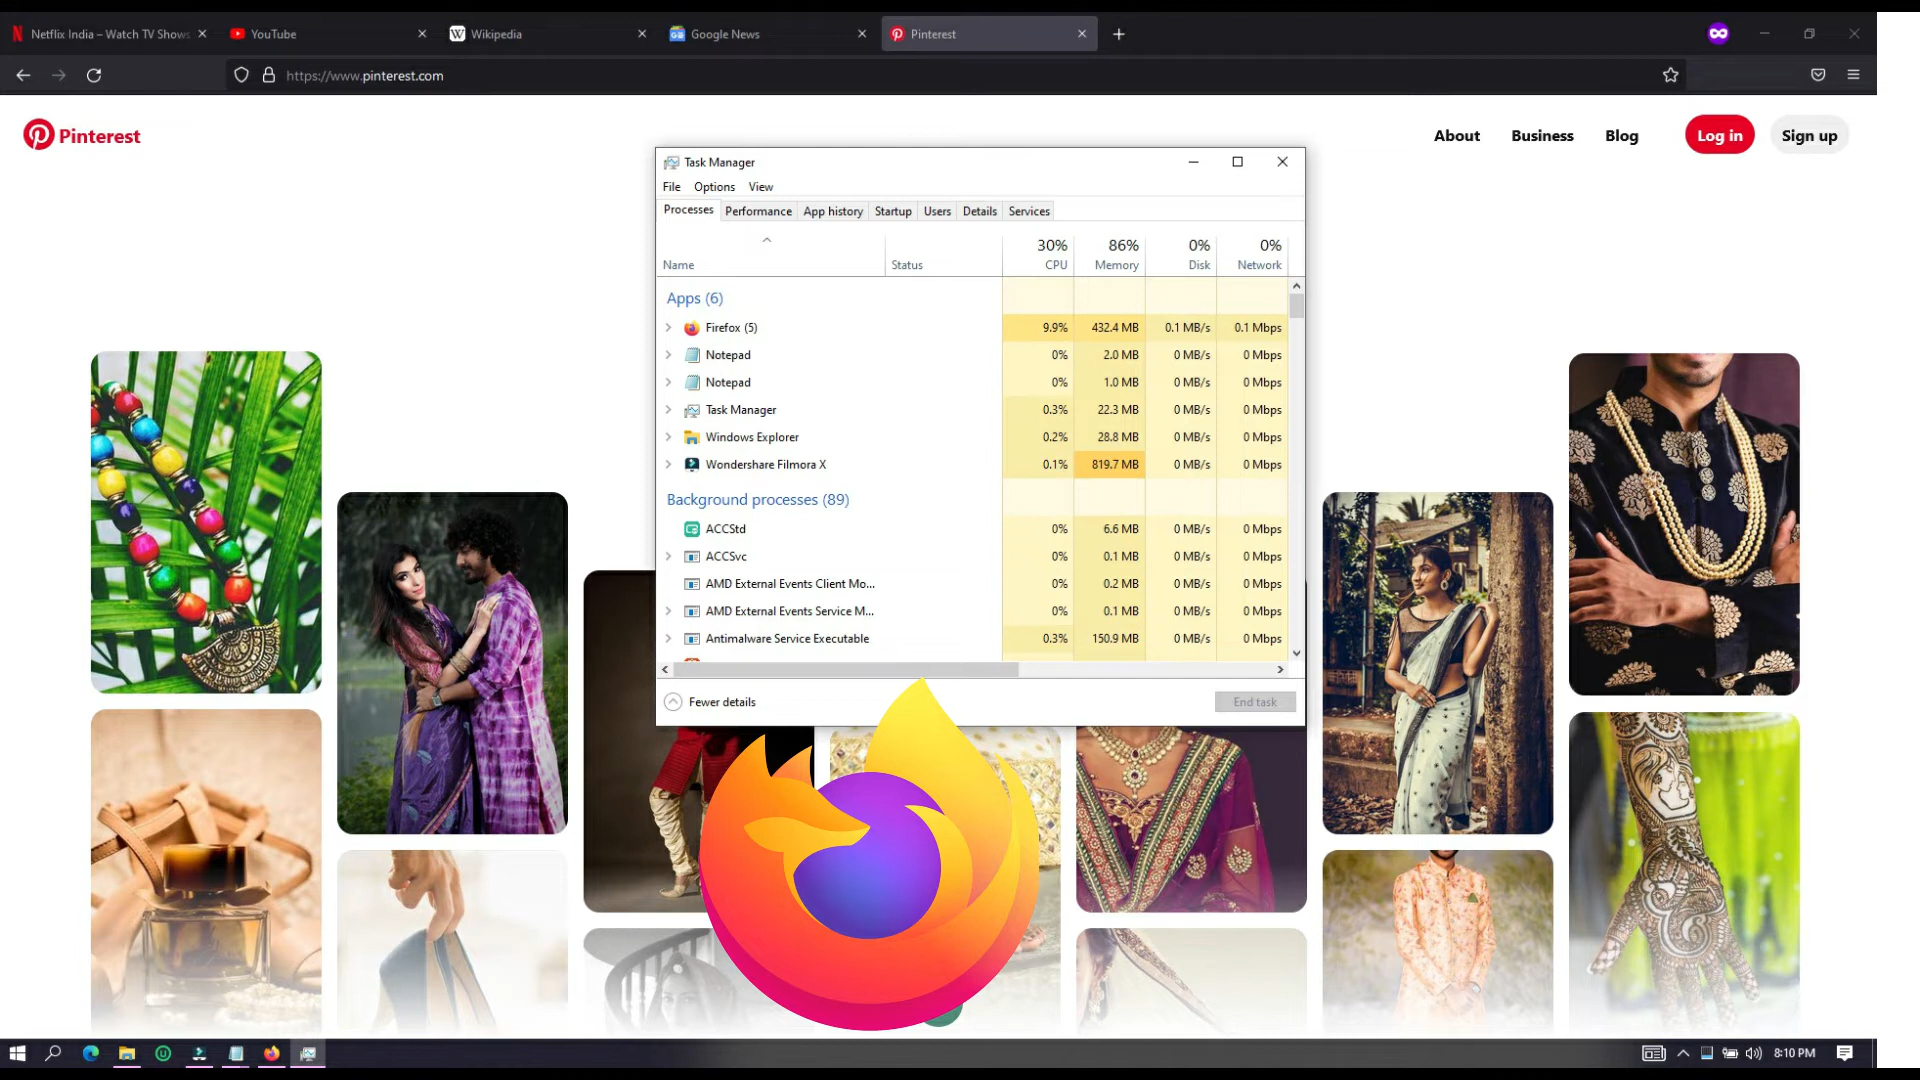 Netflix India – Watch TV Shows
YouTube
Wikipedia
Google News
Pinterest
https://www.pinterest.com
Pinterest
About
Business
Blog
Log in
Sign up
Task Manager
File Options View
Processes Performance App history Startup Users Details Services
30% 86% 0% 0%
Name Status CPU Memory Disk Network
Apps (6)
Firefox (5) 9.9% 432.4 MB 0.1 MB/s 0.1 Mbps
Notepad 0% 2.0 MB 0 MB/s 0 Mbps
Notepad 0% 1.0 MB 0 MB/s 0 Mbps
Task Manager 0.3% 22.3 MB 0 MB/s 0 Mbps
Windows Explorer 0.2% 28.8 MB 0 MB/s 0 Mbps
Wondershare Filmora X 0.1% 819.7 MB 0 MB/s 0 Mbps
Background processes (89)
ACCStd 0% 6.6 MB 0 MB/s 0 Mbps
ACCSvc 0% 0.1 MB 0 MB/s 0 Mbps
AMD External Events Client Mo... 0% 0.2 MB 0 MB/s 0 Mbps
AMD External Events Service M... 0% 0.1 MB 0 MB/s 0 Mbps
Antimalware Service Executable 0.3% 150.9 MB 0 MB/s 0 Mbps
Fewer details
End task
8:10 PM